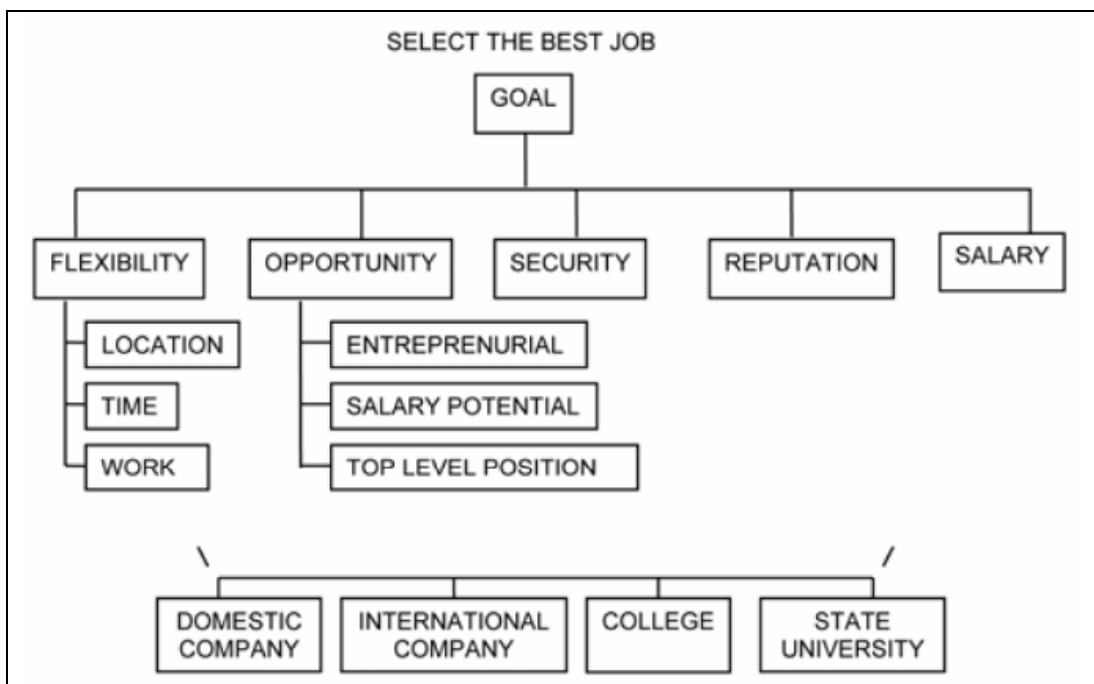 SELECT THE BEST JOB
GOAL
FLEXIBILITY
OPPORTUNITY
SECURITY
REPUTATION
SALARY
LOCATION
TIME
WORK
ENTREPRENURIAL
SALARY POTENTIAL
TOP LEVEL POSITION
DOMESTIC
COMPANY
INTERNATIONAL
COMPANY
COLLEGE
STATE
UNIVERSITY